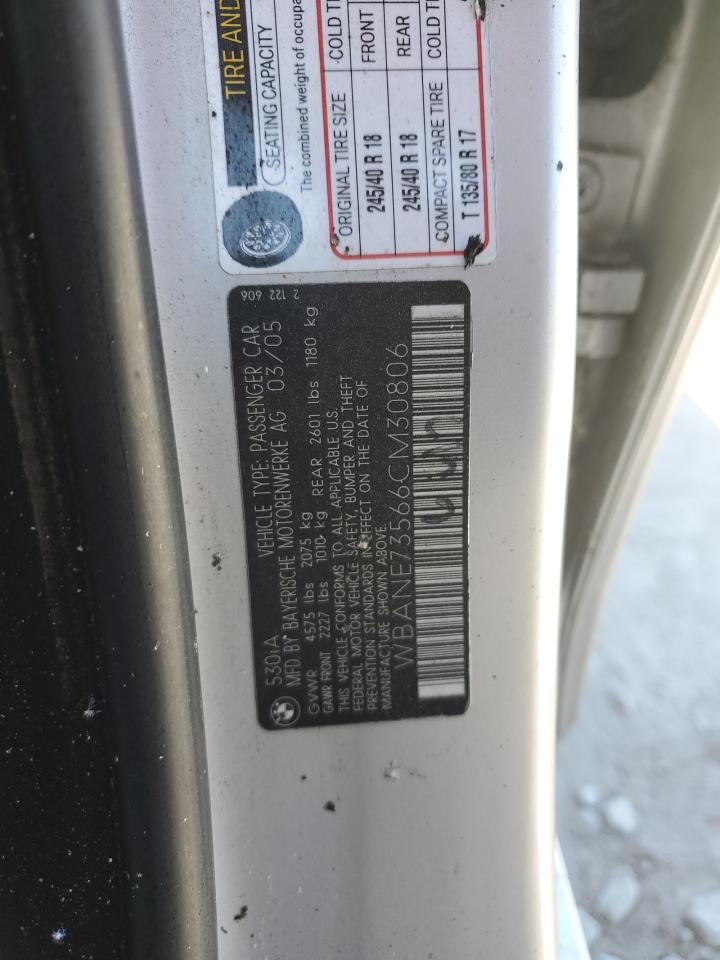 TIRE AND
SEATING CAPACITY
The combined weight of occupa
ORIGINAL TIRE SIZE COLD TI
245/40 R 18 FRONT
245/40 R 18 REAR
COMPACT SPARE TIRE COLD TI
T 135/80 R 17
2 122 606
530iA VEHICLE TYPE: PASSENGER CAR
MFD. BY BAYERISCHE MOTORENWERKE AG 03/05
GVWR 4575 lbs 2075 kg
GAWR FRONT 2227 lbs 1010 kg REAR 2601 lbs 1180 kg
THIS VEHICLE CONFORMS TO ALL APPLICABLE U.S.
FEDERAL MOTOR VEHICLE SAFETY, BUMPER AND THEFT
PREVENTION STANDARDS IN EFFECT ON THE DATE OF
MANUFACTURE SHOWN ABOVE.
WBANE73566CM30806